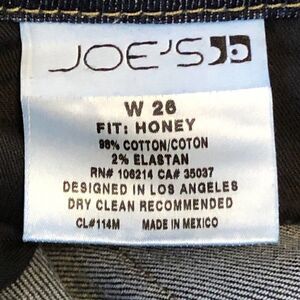 JOE'S
W 26
FIT: HONEY
98% COTTON/COTON
2% ELASTAN
RN# 106214 CA# 35037
DESIGNED IN LOS ANGELES
DRY CLEAN RECOMMENDED
CL#114M MADE IN MEXICO